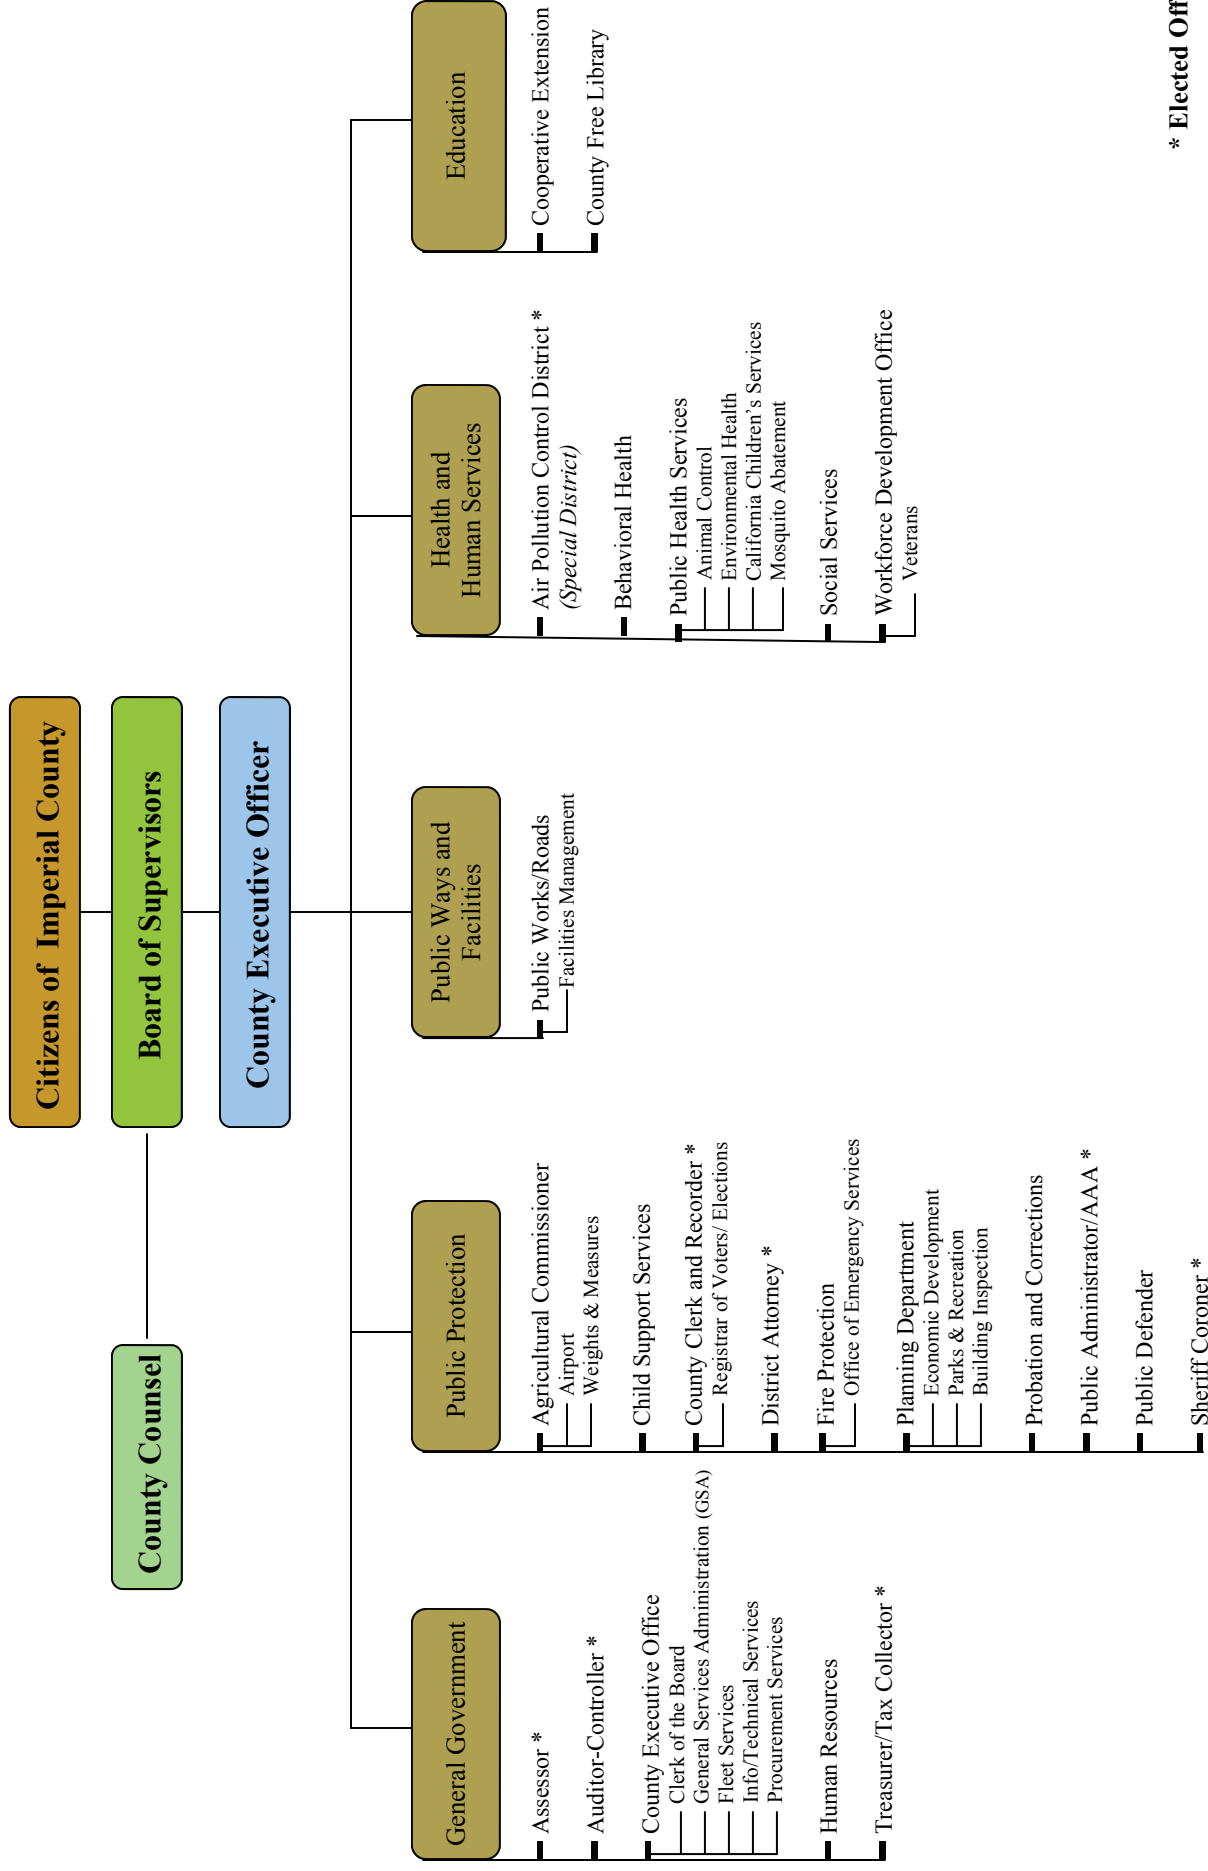 Citizens of Imperial County
County Counsel
Board of Supervisors
County Executive Officer
General Government
Assessor *
Auditor-Controller *
County Executive Office
Clerk of the Board
General Services Administration (GSA)
Fleet Services
Info/Technical Services
Procurement Services
Human Resources
Treasurer/Tax Collector *
Public Protection
Agricultural Commissioner
Airport
Weights & Measures
Child Support Services
County Clerk and Recorder *
Registrar of Voters/ Elections
District Attorney *
Fire Protection
Office of Emergency Services
Planning Department
Economic Development
Parks & Recreation
Building Inspection
Probation and Corrections
Public Administrator/AAA *
Public Defender
Sheriff Coroner *
Public Ways and
Facilities
Public Works/Roads
Facilities Management
Health and
Human Services
Air Pollution Control District *
(Special District)
Behavioral Health
Public Health Services
Animal Control
Environmental Health
California Children's Services
Mosquito Abatement
Social Services
Workforce Development Office
Veterans
Education
Cooperative Extension
County Free Library
* Elected